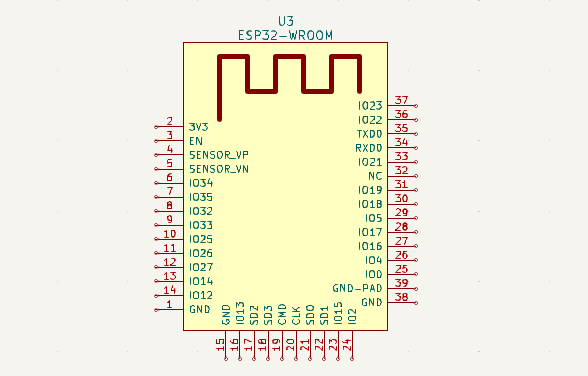 U3
ESP32-WROOM
2 3V3
3 EN
4 SENSOR_VP
5 SENSOR_VN
6 IO34
7 IO35
8 IO32
9 IO33
10 IO25
11 IO26
12 IO27
13 IO14
14 IO12
1 GND
IO23 37
IO22 36
TXD0 35
RXD0 34
IO21 33
NC 32
IO19 31
IO18 30
IO5 29
IO17 28
IO16 27
IO4 26
IO0 25
GND-PAD 39
GND 38
15 GND
16 IO13
17 SD2
18 SD3
19 CMD
20 CLK
21 SD0
22 SD1
23 IO15
24 IO2